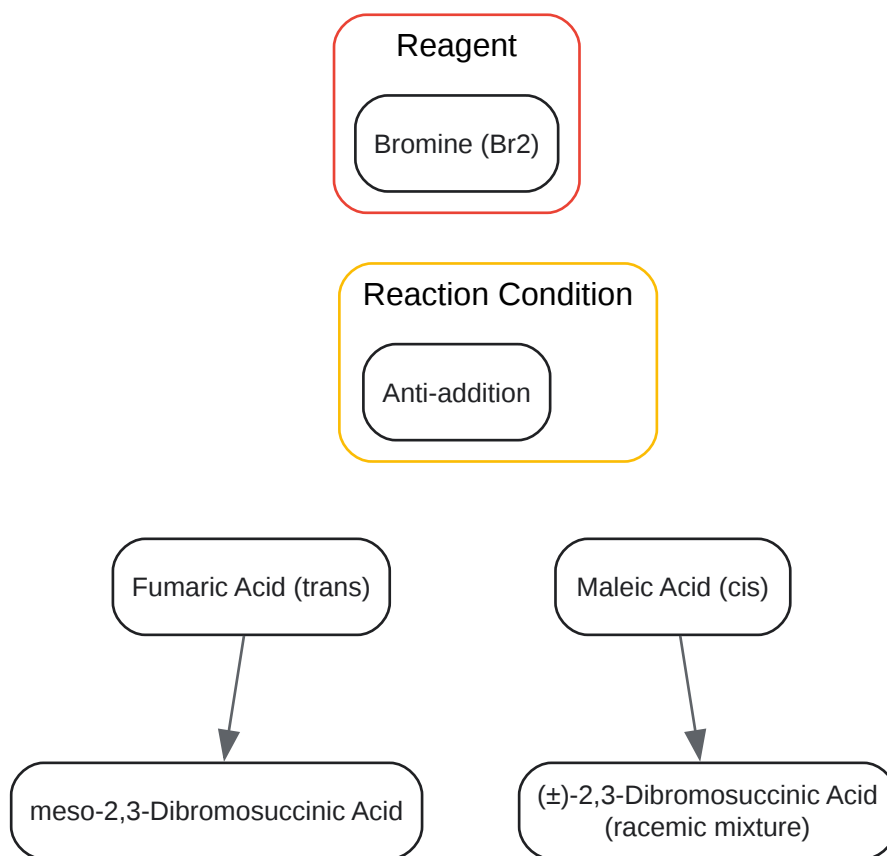 Reagent
Bromine (Br2)
Reaction Condition
Anti-addition
Fumaric Acid (trans)
Maleic Acid (cis)
meso-2,3-Dibromosuccinic Acid
(±)-2,3-Dibromosuccinic Acid
(racemic mixture)